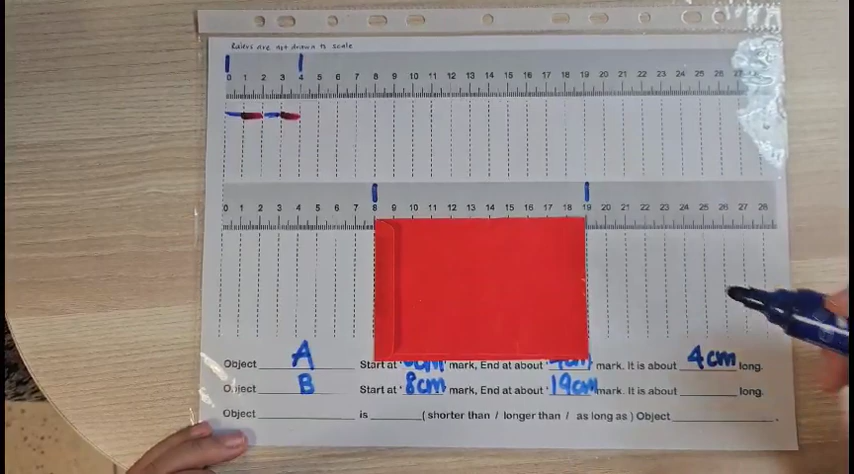 Rulers are not drawn to scale
0 1 2 3 4 5 6 7 8 9 10 11 12 13 14 15 16 17 18 19 20 21 22 23 24 25 26 27
0 1 2 3 4 5 6 7 8 9 10 11 12 13 14 15 16 17 18 19 20 21 22 23 24 25 26 27 28
Object A Start at ' mark, End at about ' mark. It is about 4cm long.
Object B Start at ' 8cm mark, End at about ' 19cm mark. It is about long.
Object is ( shorter than / longer than / as long as ) Object .